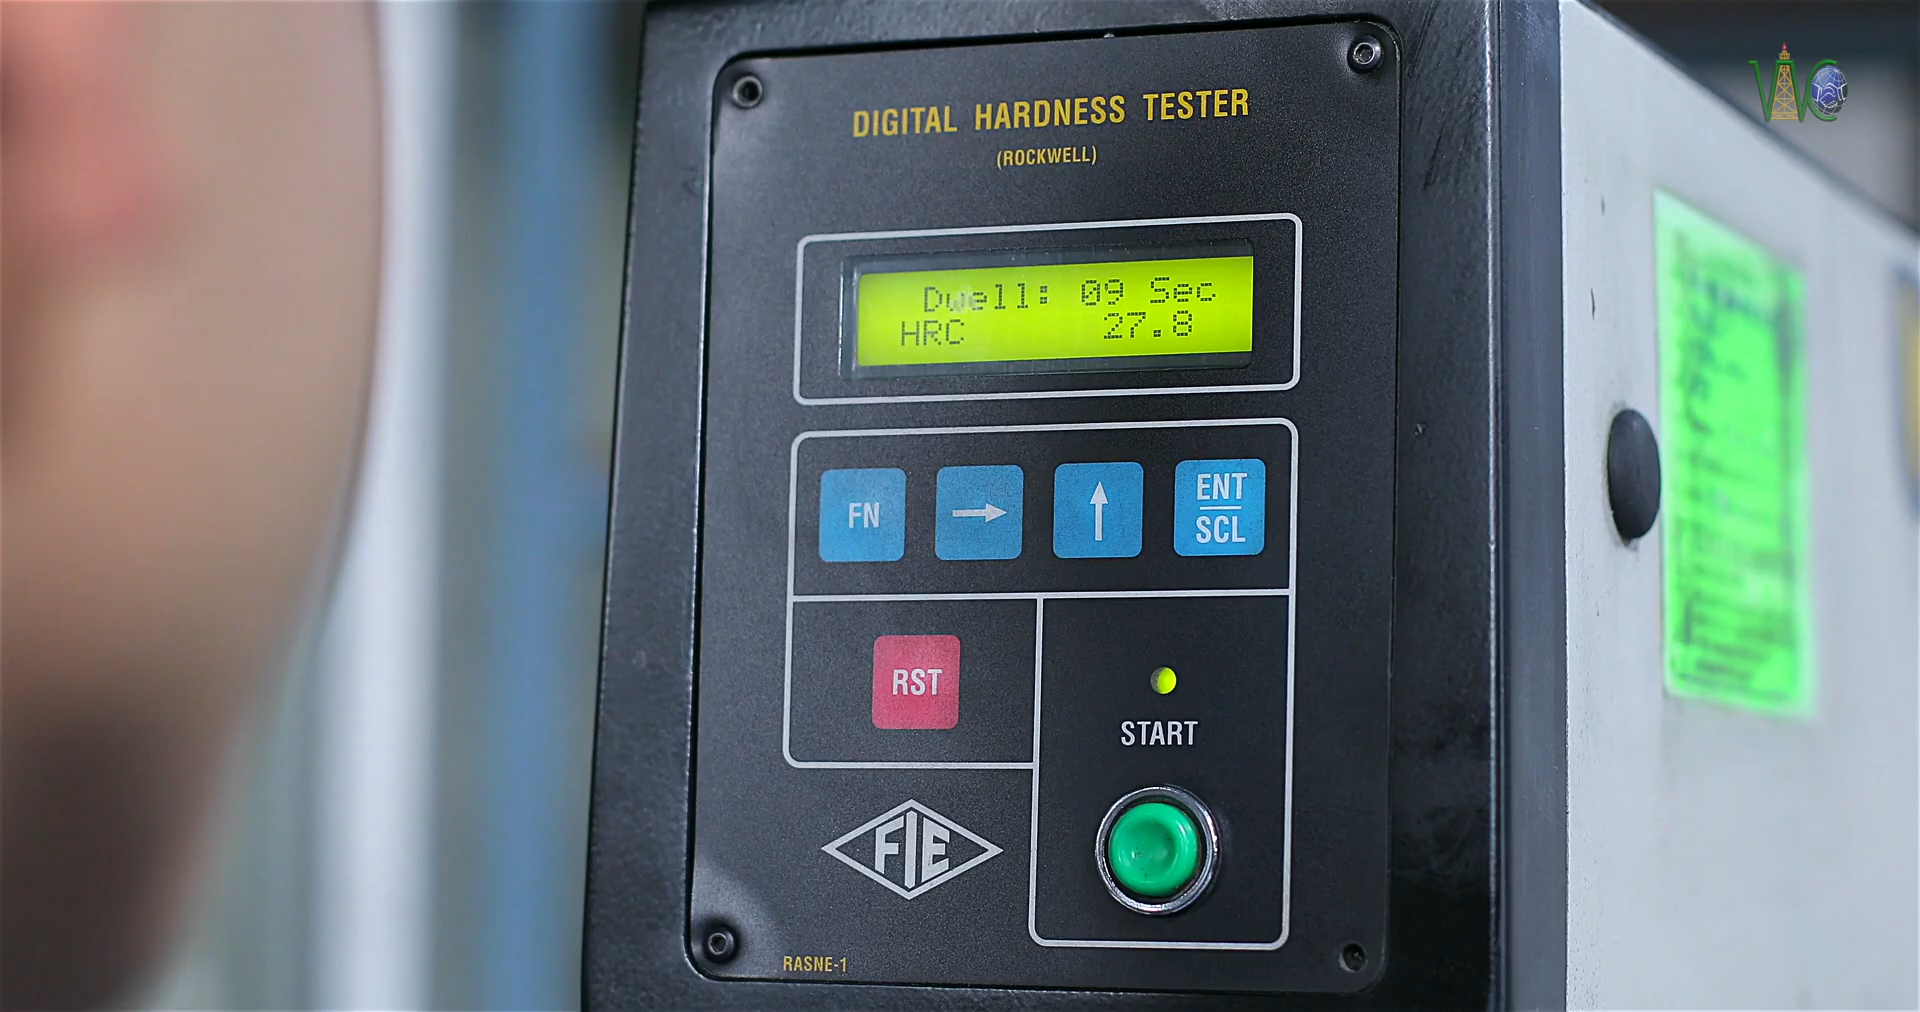 DIGITAL HARDNESS TESTER
(ROCKWELL)
Dwell: 09 Sec
HRC 27.8
FN
→
↑
ENT
SCL
RST
START
FIE
RASNE-1